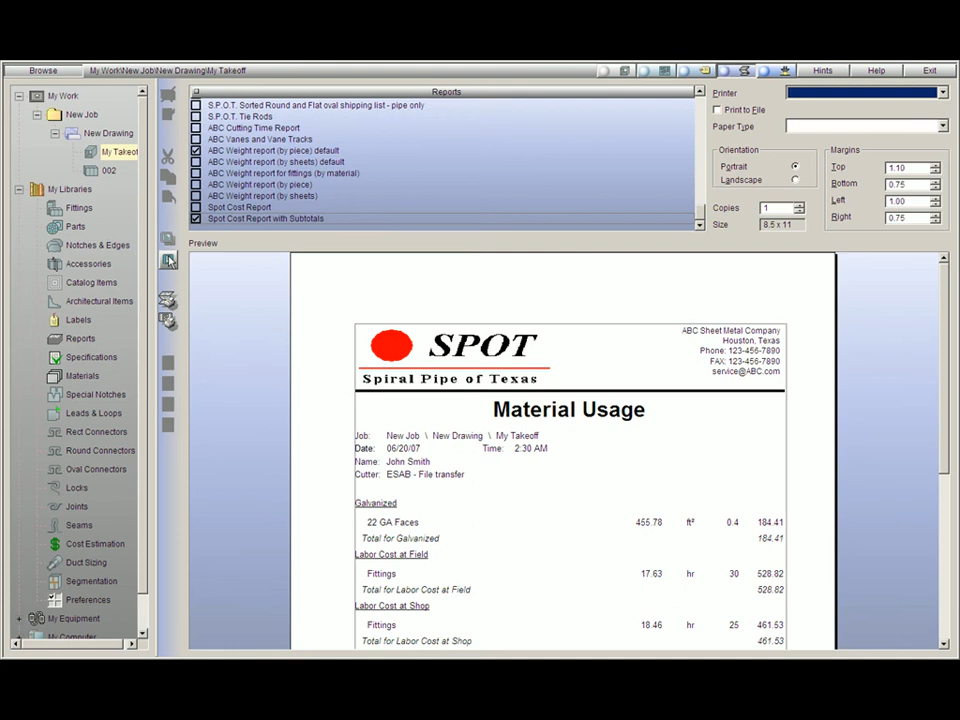 Browse
My Work\New Job\New Drawing\My Takeoff
Hints
Help
Exit
My Work
New Job
New Drawing
My Takeof
002
My Libraries
Fittings
Parts
Notches & Edges
Accessories
Catalog Items
Architectural Items
Labels
Reports
Specifications
Materials
Special Notches
Leads & Loops
Rect Connectors
Round Connectors
Oval Connectors
Locks
Joints
Seams
Cost Estimation
Duct Sizing
Segmentation
Preferences
My Equipment
My Computer
Reports
S.P.O.T. Sorted Round and Flat oval shipping list - pipe only
S.P.O.T. Tie Rods
ABC Cutting Time Report
ABC Vanes and Vane Tracks
ABC Weight report (by piece) default
ABC Weight report (by sheets) default
ABC Weight report for fittings (by material)
ABC Weight report (by piece)
ABC Weight report (by sheets)
Spot Cost Report
Spot Cost Report with Subtotals
Printer
Print to File
Paper Type
Orientation
Portrait
Landscape
Copies 1
Size 8.5 x 11
Margins
Top 1.10
Bottom 0.75
Left 1.00
Right 0.75
Preview
SPOT
Spiral Pipe of Texas
ABC Sheet Metal Company
Houston, Texas
Phone: 123-456-7890
FAX: 123-456-7890
service@ABC.com
Material Usage
Job: New Job \ New Drawing \ My Takeoff
Date: 06/20/07 Time: 2:30 AM
Name: John Smith
Cutter: ESAB - File transfer
Galvanized
22 GA Faces 455.78 ft² 0.4 184.41
Total for Galvanized 184.41
Labor Cost at Field
Fittings 17.63 hr 30 528.82
Total for Labor Cost at Field 528.82
Labor Cost at Shop
Fittings 18.46 hr 25 461.53
Total for Labor Cost at Shop 461.53